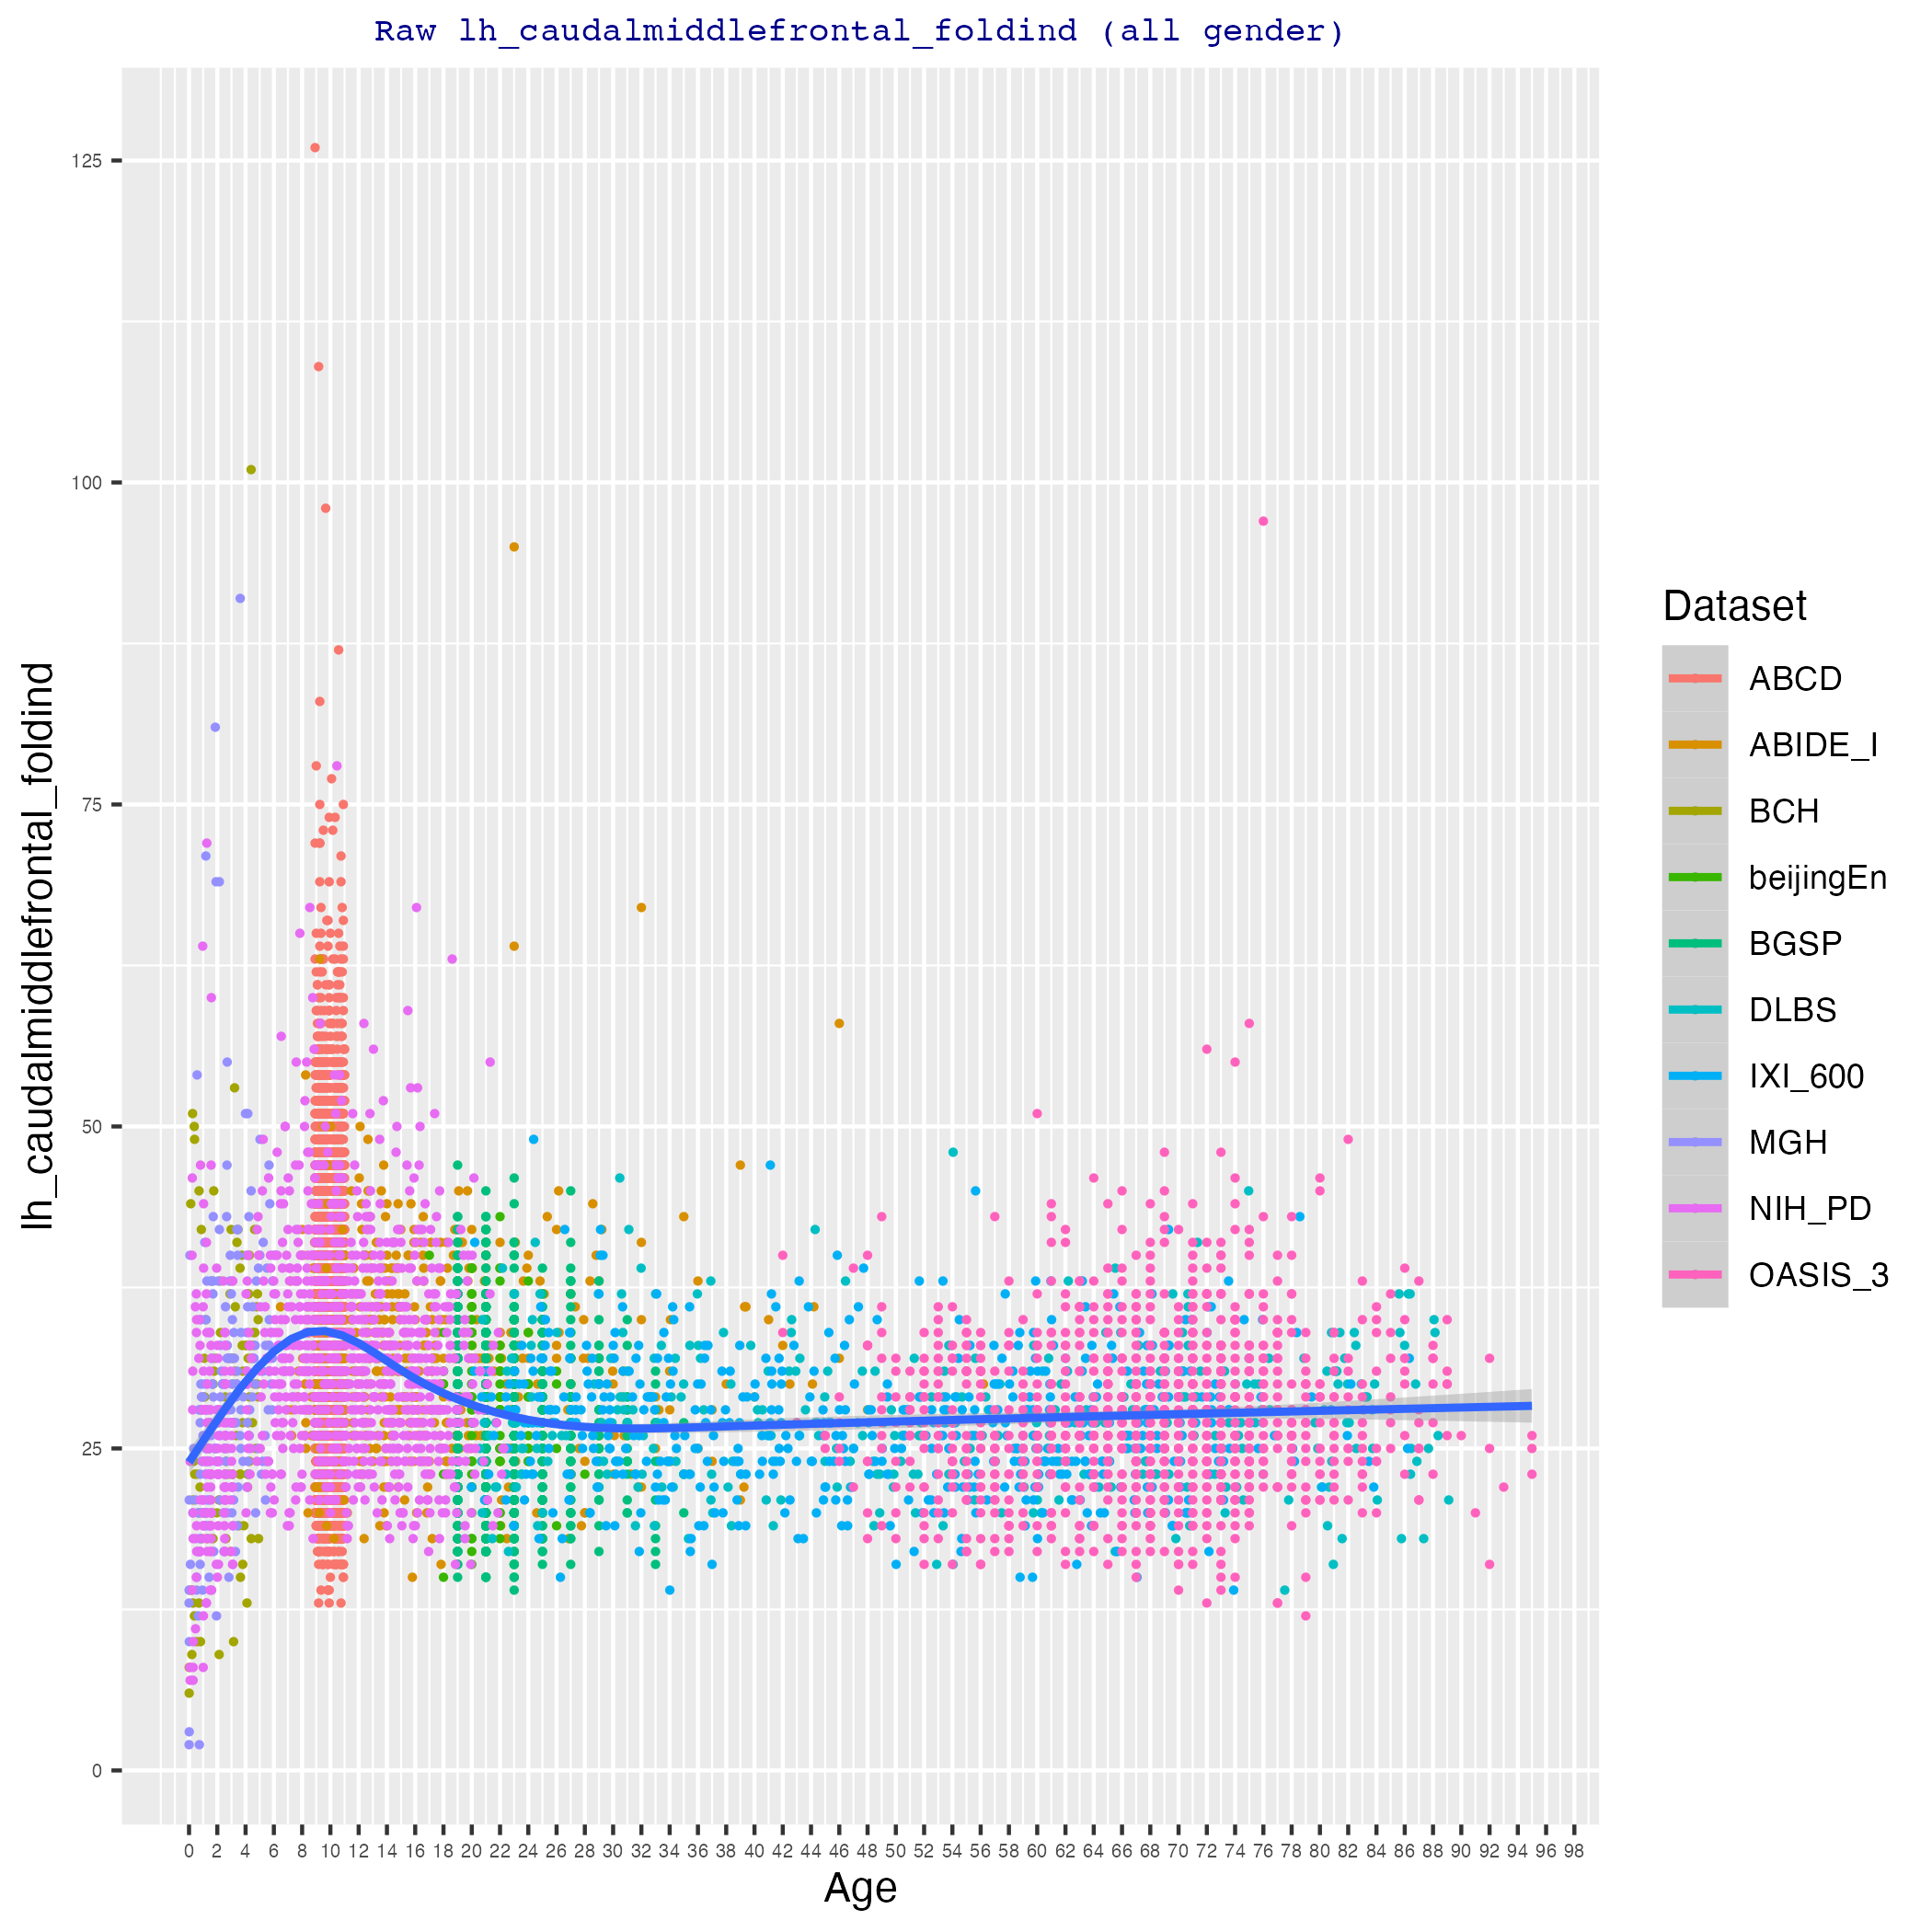 Raw lh_caudalmiddlefrontal_foldind (all gender)
lh_caudalmiddlefrontal_foldind
125
100
75
50
25
0
0 2 4 6 8 10 12 14 16 18 20 22 24 26 28 30 32 34 36 38 40 42 44 46 48 50 52 54 56 58 60 62 64 66 68 70 72 74 76 78 80 82 84 86 88 90 92 94 96 98
Age
Dataset
ABCD
ABIDE_I
BCH
beijingEn
BGSP
DLBS
IXI_600
MGH
NIH_PD
OASIS_3